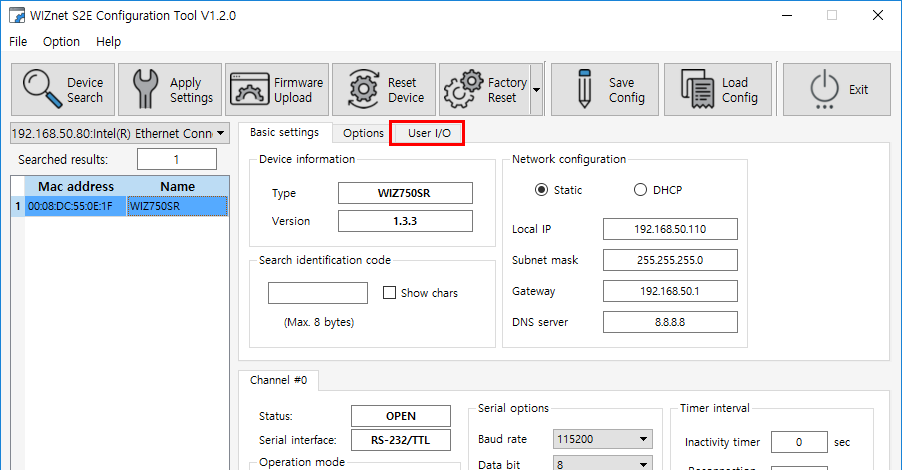 WIZnet S2E Configuration Tool V1.2.0
File Option Help
Device Search
Apply Settings
Firmware Upload
Reset Device
Factory Reset
Save Config
Load Config
Exit
192.168.50.80:Intel(R) Ethernet Conn
Searched results: 1
Mac address Name
1 00:08:DC:55:0E:1F WIZ750SR
Basic settings Options User I/O
Device information
Type WIZ750SR
Version 1.3.3
Search identification code
Show chars
(Max. 8 bytes)
Network configuration
Static DHCP
Local IP 192.168.50.110
Subnet mask 255.255.255.0
Gateway 192.168.50.1
DNS server 8.8.8.8
Channel #0
Status: OPEN
Serial interface: RS-232/TTL
Operation mode
Serial options
Baud rate 115200
Data bit 8
Timer interval
Inactivity timer 0 sec